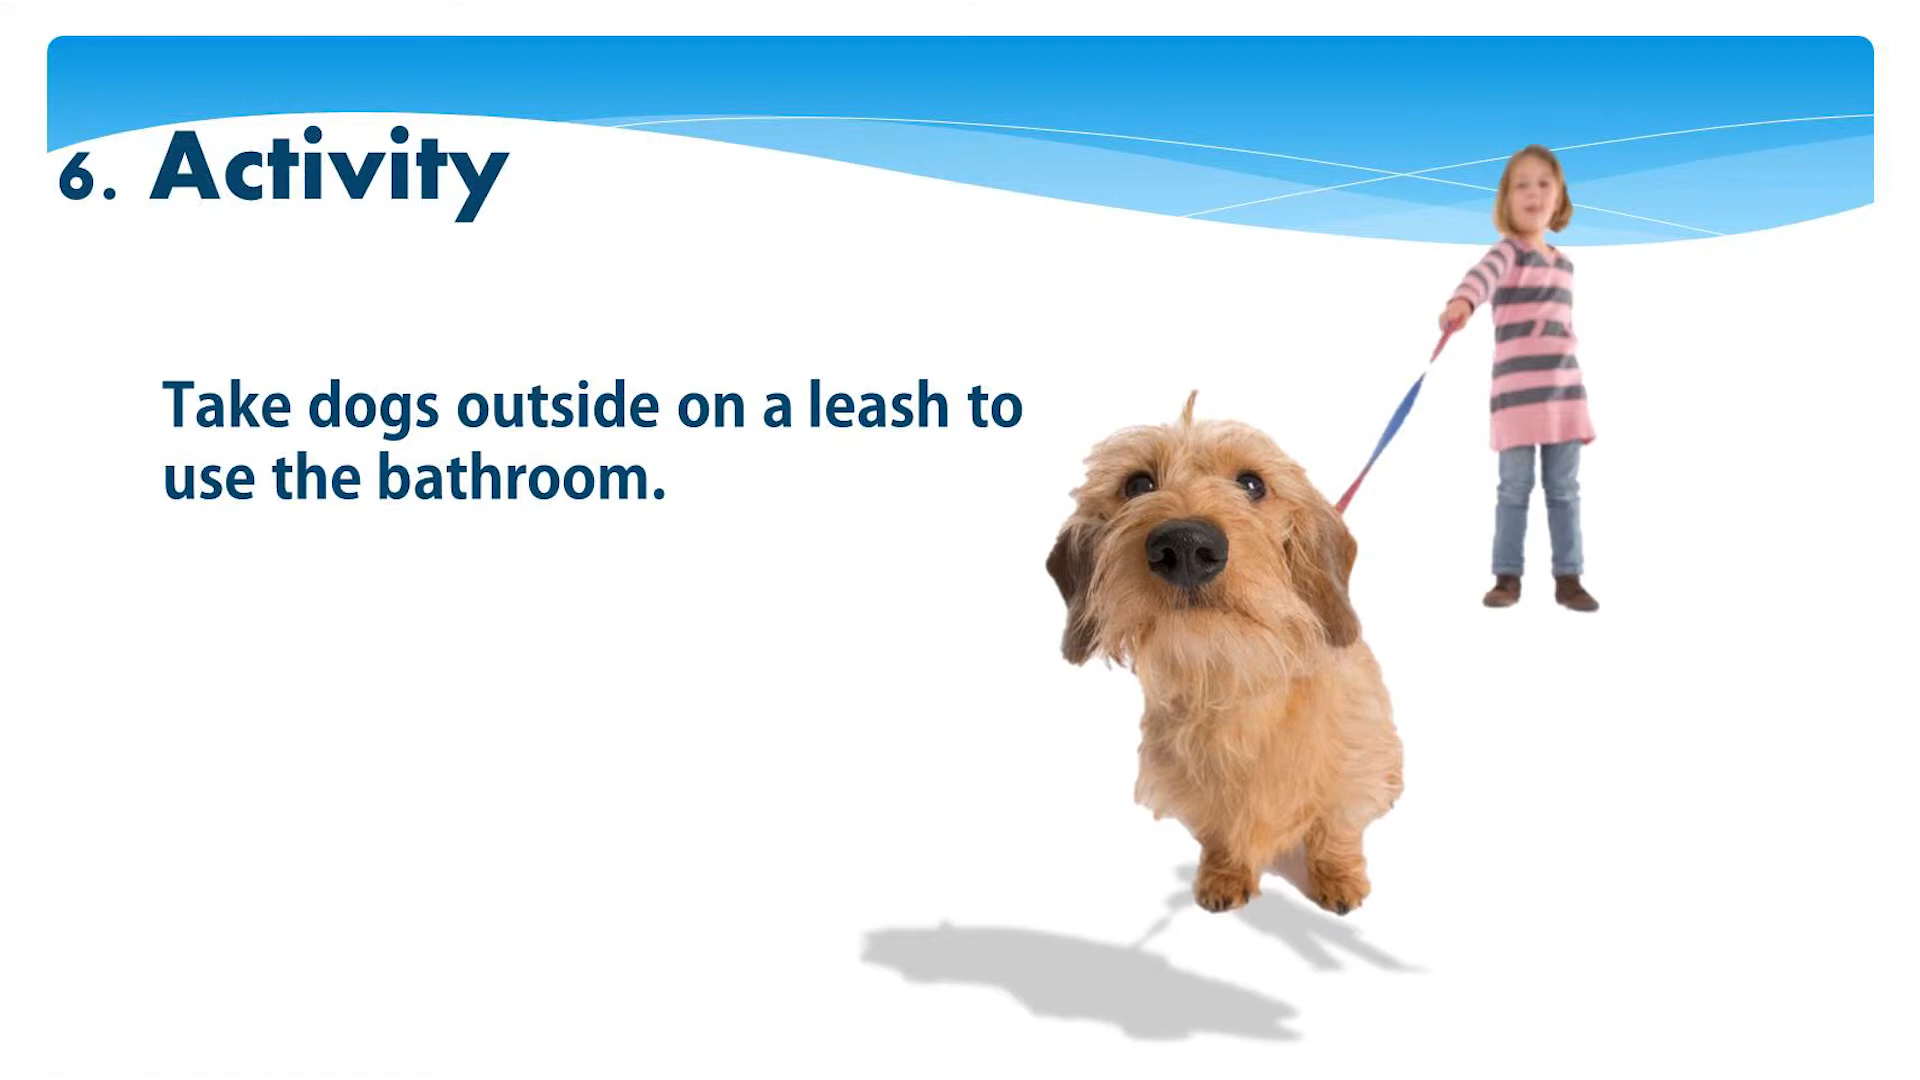 6. Activity
Take dogs outside on a leash to
use the bathroom.